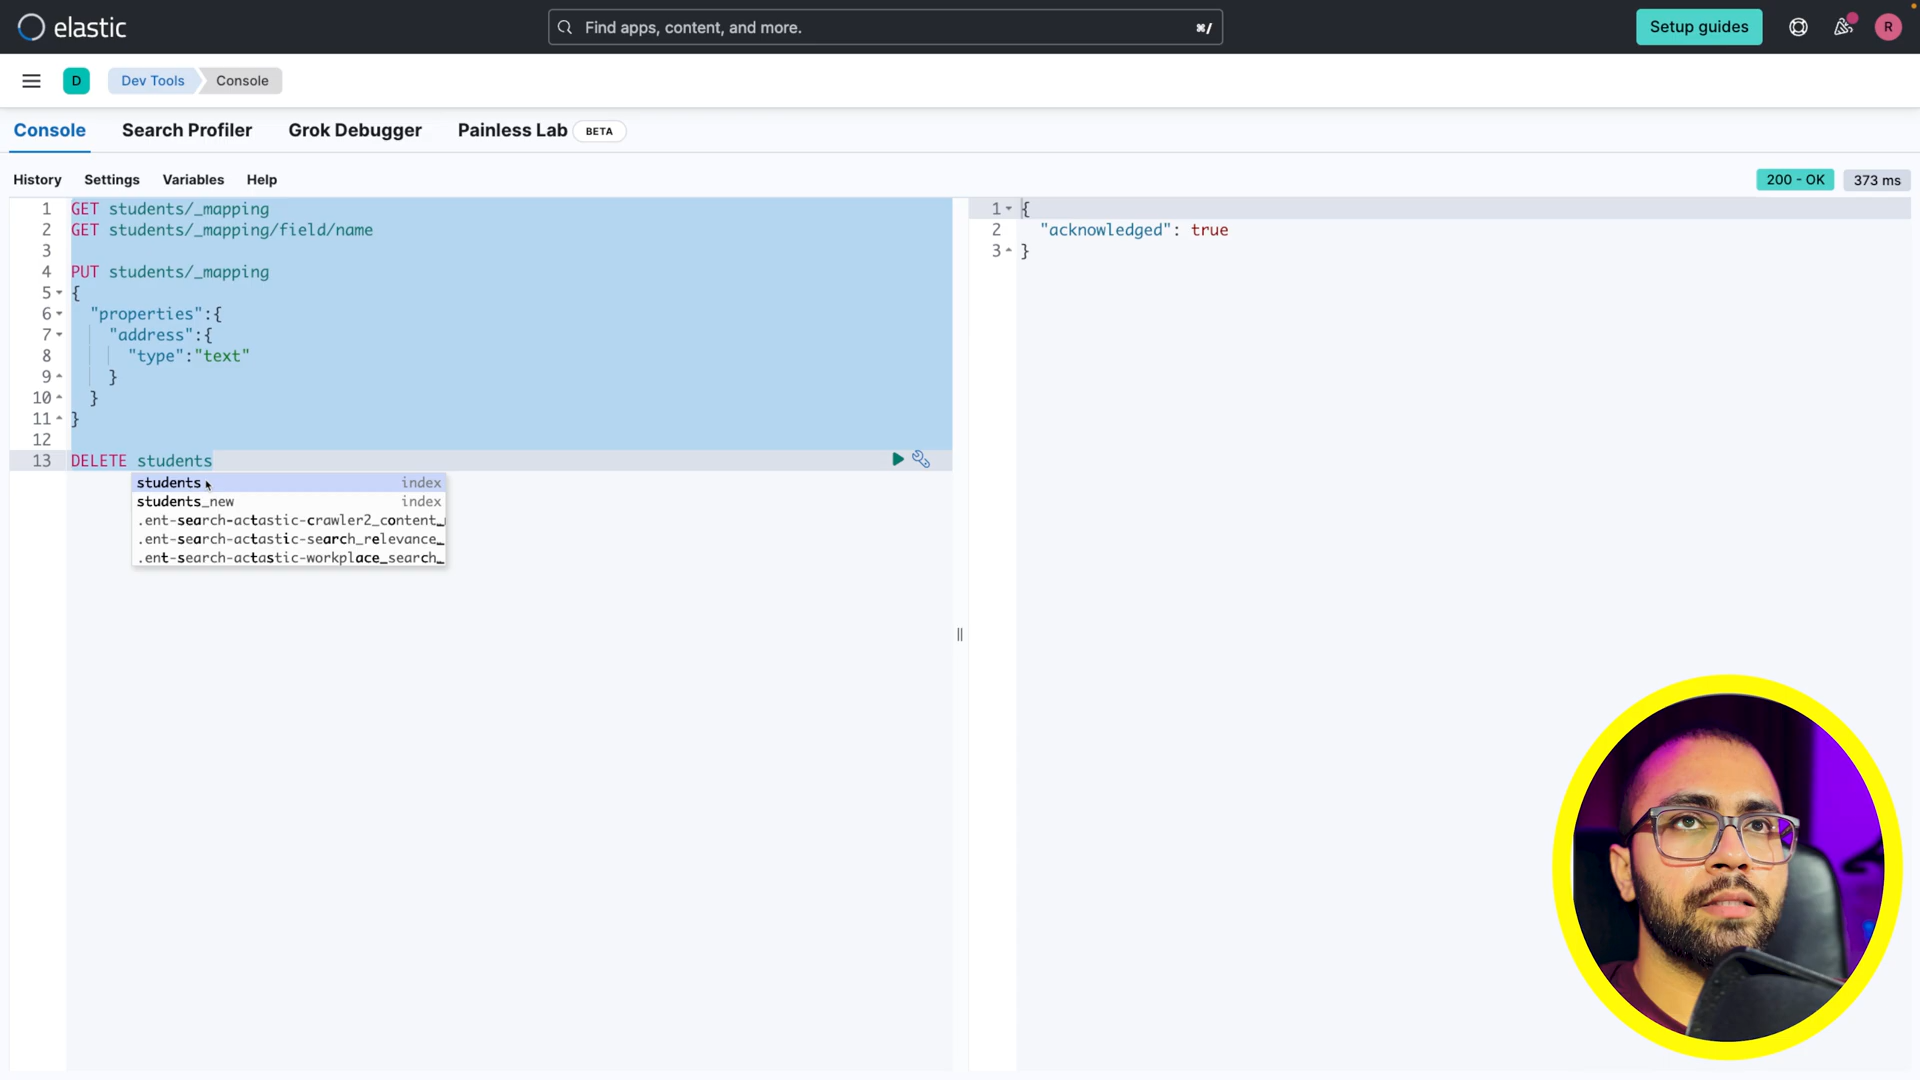 elastic
Find apps, content, and more.
⌘/
Setup guides
R
D
Dev Tools
Console
Console
Search Profiler
Grok Debugger
Painless Lab
BETA
History
Settings
Variables
Help
200 - OK
373 ms
1 GET students/_mapping
2 GET students/_mapping/field/name
3
4 PUT students/_mapping
5 {
6 "properties":{
7 "address":{
8 "type":"text"
9 }
10 }
11 }
12
13 DELETE students
students index
students_new index
.ent-search-actastic-crawler2_content_
.ent-search-actastic-search_relevance_
.ent-search-actastic-workplace_search_
1 {
2 "acknowledged": true
3 }